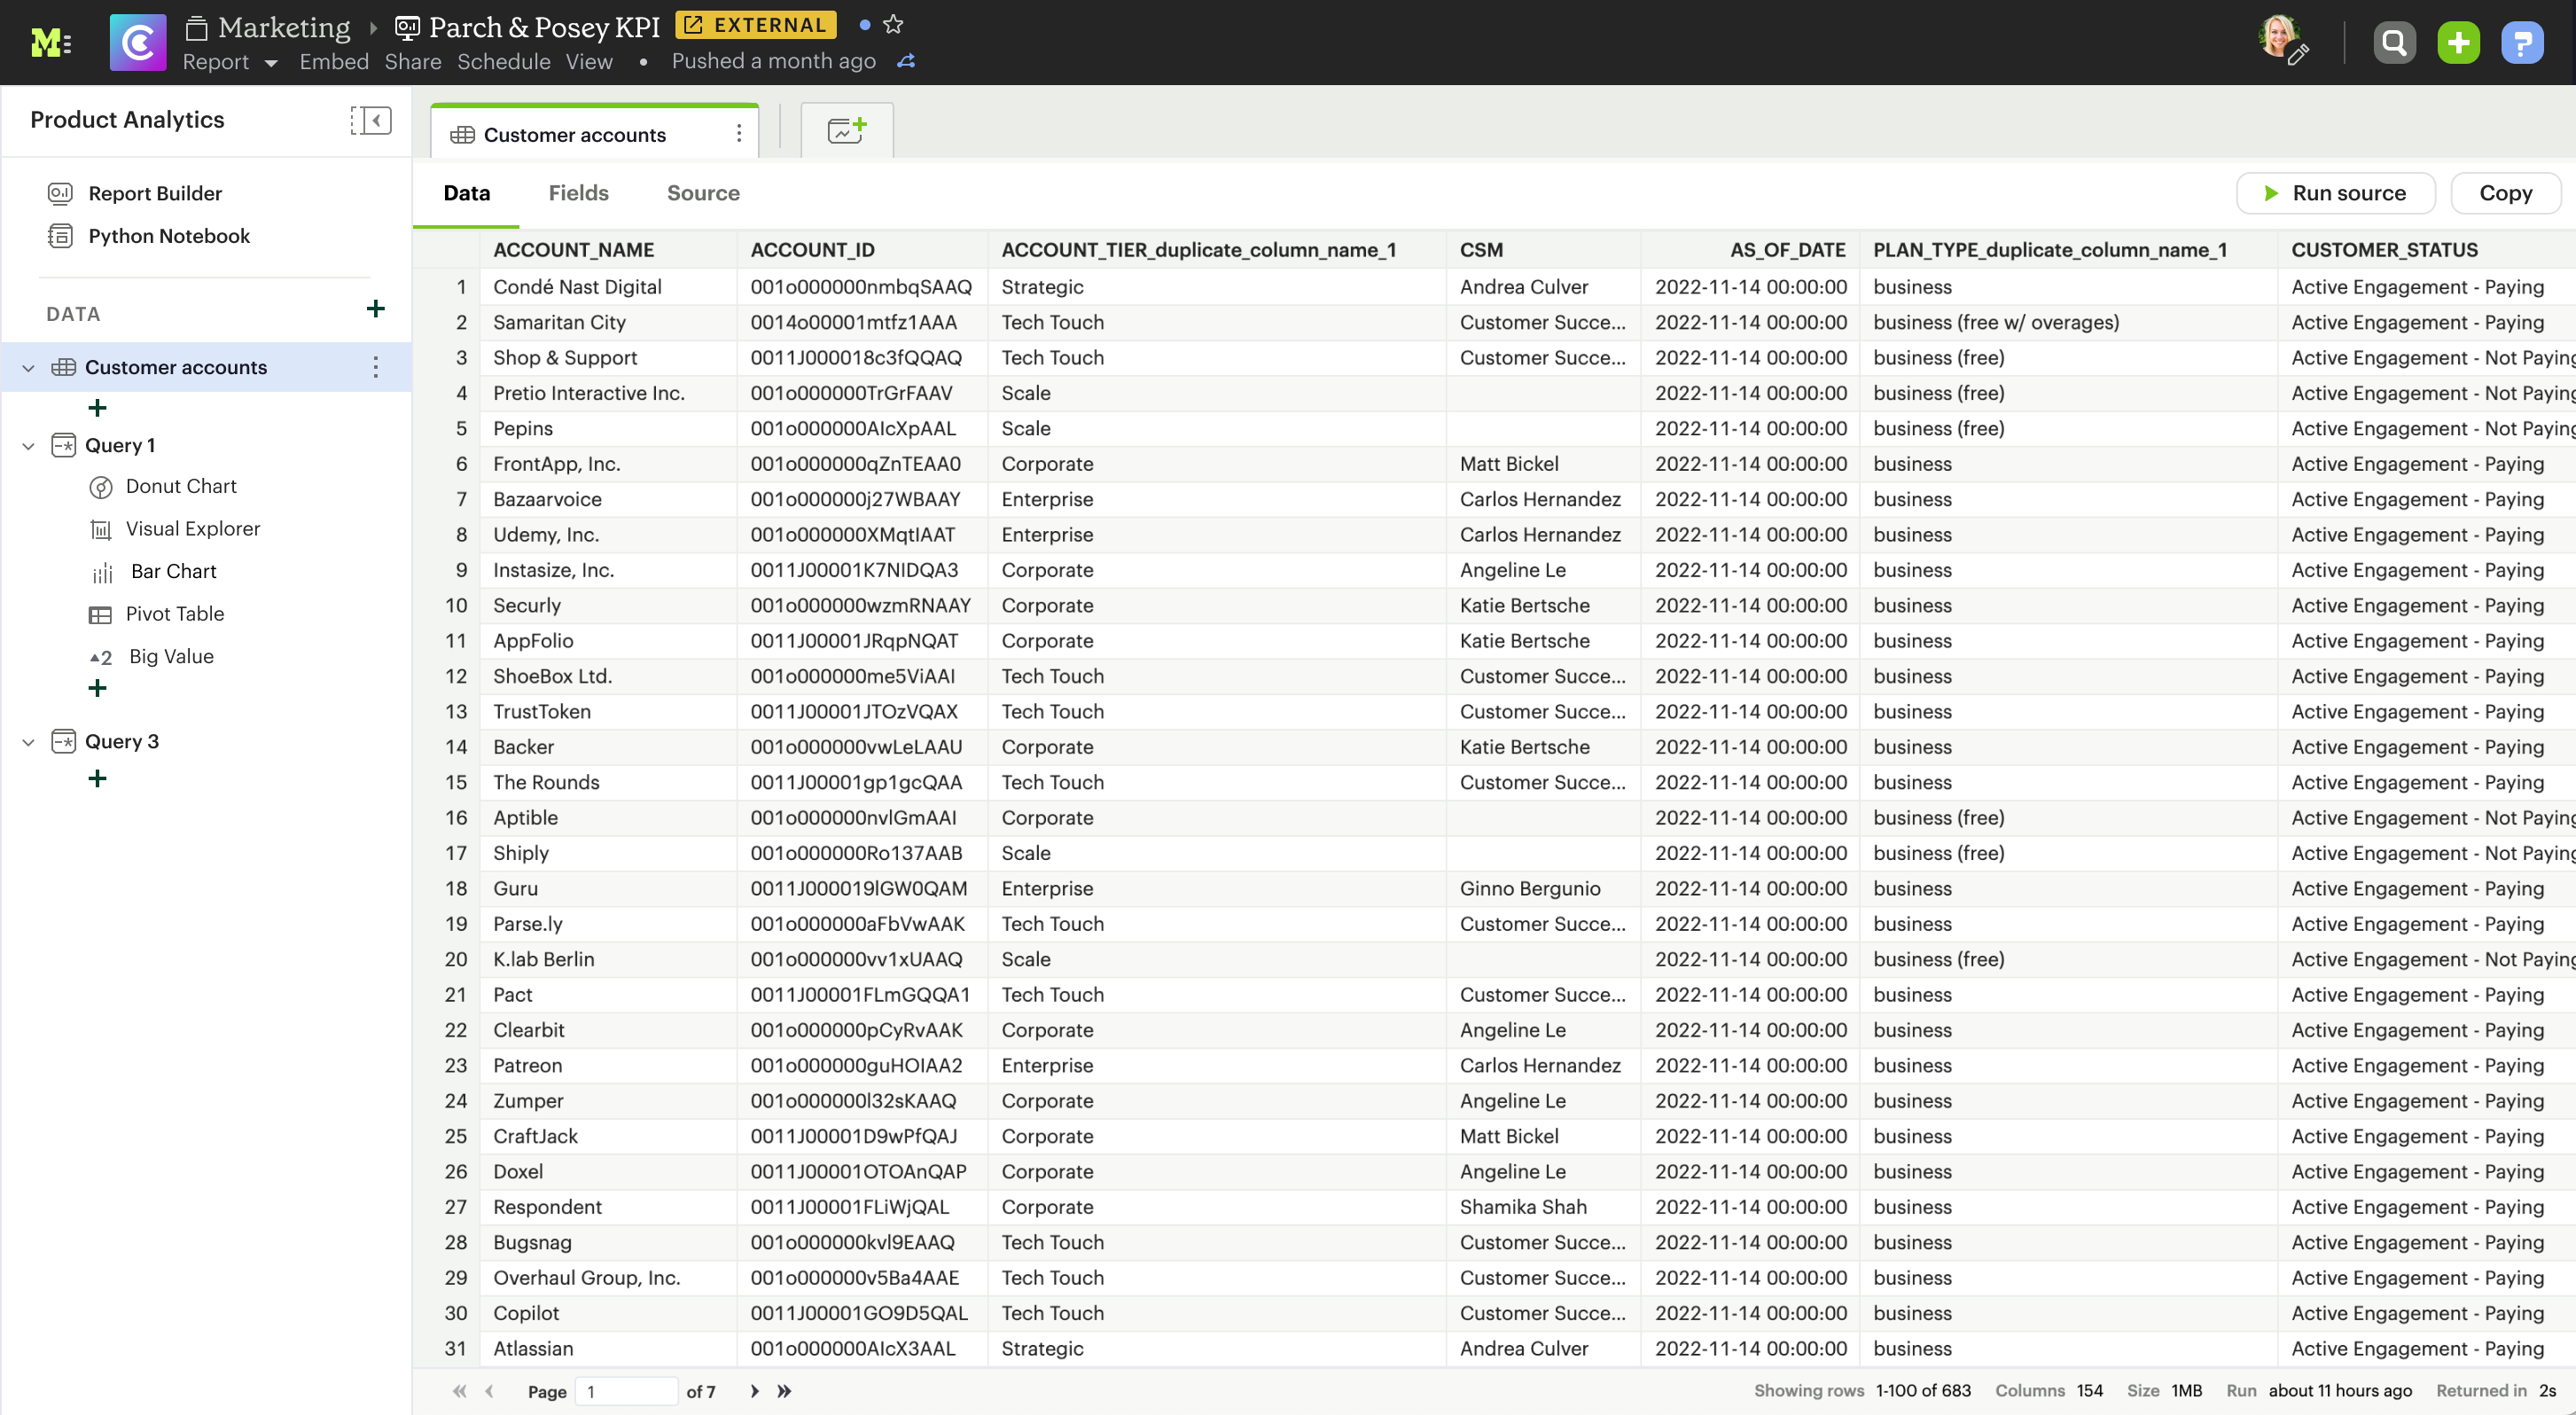 Marketing Parch & Posey KPI EXTERNAL
Report Embed Share Schedule View • Pushed a month ago
Product Analytics
Report Builder
Python Notebook
DATA
Customer accounts
Query 1
Donut Chart
Visual Explorer
Bar Chart
Pivot Table
2 Big Value
Query 3
Customer accounts
Data Fields Source Run source Copy
ACCOUNT_NAME ACCOUNT_ID ACCOUNT_TIER_duplicate_column_name_1 CSM AS_OF_DATE PLAN_TYPE_duplicate_column_name_1 CUSTOMER_STATUS
1 Condé Nast Digital 001o000000nmbqSAAQ Strategic Andrea Culver 2022-11-14 00:00:00 business Active Engagement - Paying
2 Samaritan City 0014o00001mtfz1AAA Tech Touch Customer Succe... 2022-11-14 00:00:00 business (free w/ overages) Active Engagement - Paying
3 Shop & Support 0011J000018c3fQQAQ Tech Touch Customer Succe... 2022-11-14 00:00:00 business (free) Active Engagement - Not Paying
4 Pretio Interactive Inc. 001o000000TrGrFAAV Scale 2022-11-14 00:00:00 business (free) Active Engagement - Not Paying
5 Pepins 001o000000AIcXpAAL Scale 2022-11-14 00:00:00 business (free) Active Engagement - Not Paying
6 FrontApp, Inc. 001o000000qZnTEAA0 Corporate Matt Bickel 2022-11-14 00:00:00 business Active Engagement - Paying
7 Bazaarvoice 001o000000j27WBAAY Enterprise Carlos Hernandez 2022-11-14 00:00:00 business Active Engagement - Paying
8 Udemy, Inc. 001o000000XMqtIAAT Enterprise Carlos Hernandez 2022-11-14 00:00:00 business Active Engagement - Paying
9 Instasize, Inc. 0011J00001K7NIDQA3 Corporate Angeline Le 2022-11-14 00:00:00 business Active Engagement - Paying
10 Securly 001o000000wzmRNAAY Corporate Katie Bertsche 2022-11-14 00:00:00 business Active Engagement - Paying
11 AppFolio 0011J00001JRqpNQAT Corporate Katie Bertsche 2022-11-14 00:00:00 business Active Engagement - Paying
12 ShoeBox Ltd. 001o000000me5ViAAI Tech Touch Customer Succe... 2022-11-14 00:00:00 business Active Engagement - Paying
13 TrustToken 0011J00001JTOzVQAX Tech Touch Customer Succe... 2022-11-14 00:00:00 business Active Engagement - Paying
14 Backer 001o000000vwLeLAAU Corporate Katie Bertsche 2022-11-14 00:00:00 business Active Engagement - Paying
15 The Rounds 0011J00001gp1gcQAA Tech Touch Customer Succe... 2022-11-14 00:00:00 business Active Engagement - Paying
16 Aptible 001o000000nvlGmAAI Corporate 2022-11-14 00:00:00 business (free) Active Engagement - Not Paying
17 Shiply 001o000000Ro137AAB Scale 2022-11-14 00:00:00 business (free) Active Engagement - Not Paying
18 Guru 0011J000019lGW0QAM Enterprise Ginno Bergunio 2022-11-14 00:00:00 business Active Engagement - Paying
19 Parse.ly 001o000000aFbVwAAK Tech Touch Customer Succe... 2022-11-14 00:00:00 business Active Engagement - Paying
20 K.lab Berlin 001o000000vv1xUAAQ Scale 2022-11-14 00:00:00 business (free) Active Engagement - Not Paying
21 Pact 0011J00001FLmGQQA1 Tech Touch Customer Succe... 2022-11-14 00:00:00 business Active Engagement - Paying
22 Clearbit 001o000000pCyRvAAK Corporate Angeline Le 2022-11-14 00:00:00 business Active Engagement - Paying
23 Patreon 001o000000guHOIAA2 Enterprise Carlos Hernandez 2022-11-14 00:00:00 business Active Engagement - Paying
24 Zumper 001o000000l32sKAAQ Corporate Angeline Le 2022-11-14 00:00:00 business Active Engagement - Paying
25 CraftJack 0011J00001D9wPfQAJ Corporate Matt Bickel 2022-11-14 00:00:00 business Active Engagement - Paying
26 Doxel 0011J00001OTOAnQAP Corporate Angeline Le 2022-11-14 00:00:00 business Active Engagement - Paying
27 Respondent 0011J00001FLiWjQAL Corporate Shamika Shah 2022-11-14 00:00:00 business Active Engagement - Paying
28 Bugsnag 001o000000kvl9EAAQ Tech Touch Customer Succe... 2022-11-14 00:00:00 business Active Engagement - Paying
29 Overhaul Group, Inc. 001o000000v5Ba4AAE Tech Touch Customer Succe... 2022-11-14 00:00:00 business Active Engagement - Paying
30 Copilot 0011J00001GO9D5QAL Tech Touch Customer Succe... 2022-11-14 00:00:00 business Active Engagement - Paying
31 Atlassian 001o000000AIcX3AAL Strategic Andrea Culver 2022-11-14 00:00:00 business Active Engagement - Paying
Page 1 of 7 Showing rows 1-100 of 683 Columns 154 Size 1MB Run about 11 hours ago Returned in 2s